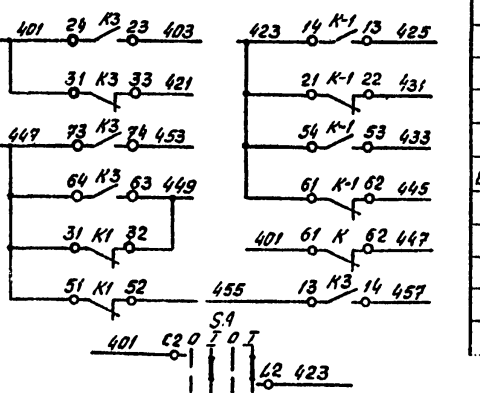 401 24 K3 23 403
31 K3 33 421
447 73 K3 74 453
64 K3 63 449
31 K1 32
51 K1 52
423 14 K-1 13 425
21 K-1 22 431
54 K-1 53 433
61 K-1 62 445
401 61 K 62 447
455 13 K3 14 457
S.9
401 C2 0 I 0 I
L2 423